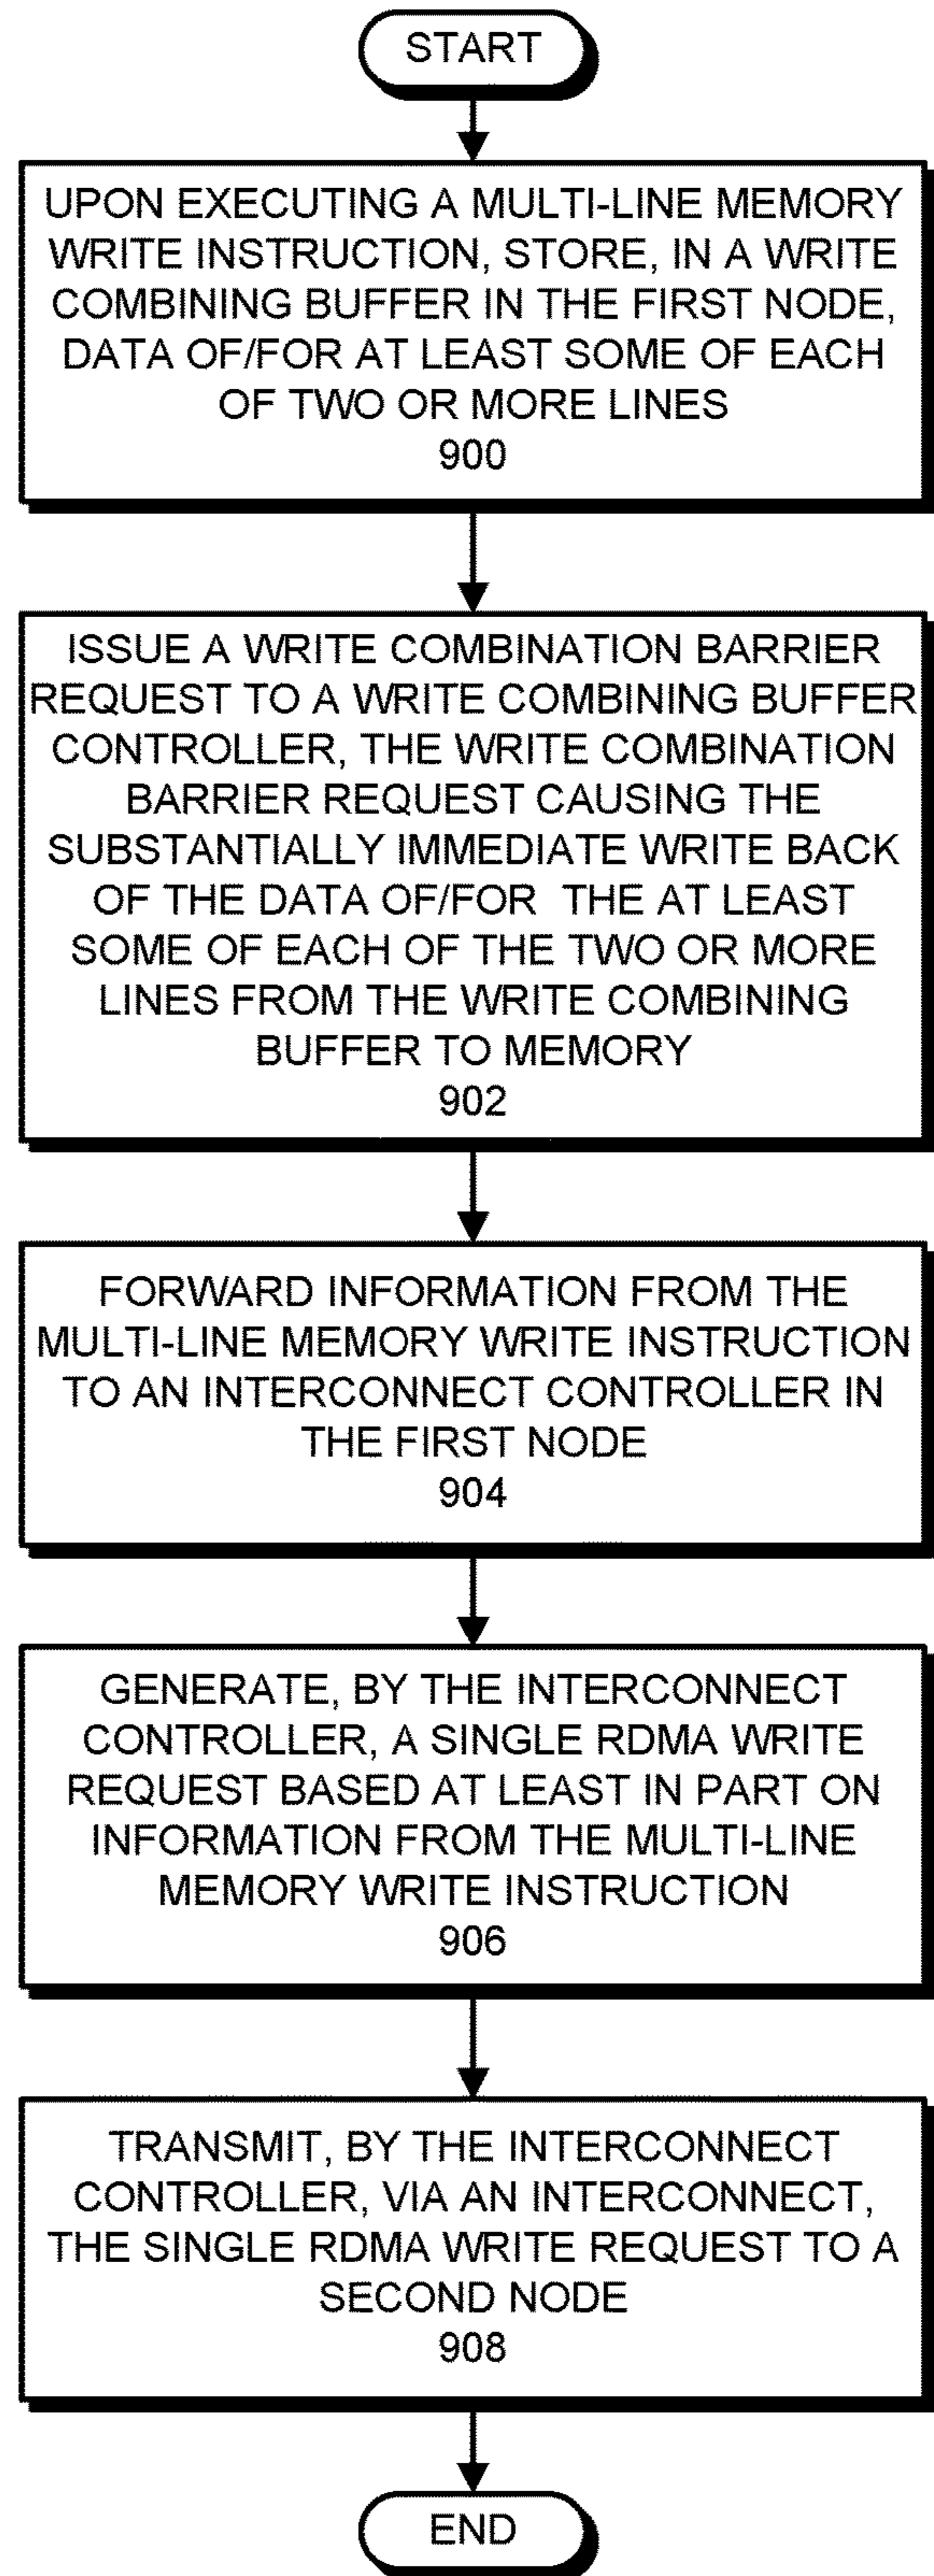 START
UPON EXECUTING A MULTI-LINE MEMORY
WRITE INSTRUCTION, STORE, IN A WRITE
COMBINING BUFFER IN THE FIRST NODE,
DATA OF/FOR AT LEAST SOME OF EACH
OF TWO OR MORE LINES
900
ISSUE A WRITE COMBINATION BARRIER
REQUEST TO A WRITE COMBINING BUFFER
CONTROLLER, THE WRITE COMBINATION
BARRIER REQUEST CAUSING THE
SUBSTANTIALLY IMMEDIATE WRITE BACK
OF THE DATA OF/FOR THE AT LEAST
SOME OF EACH OF THE TWO OR MORE
LINES FROM THE WRITE COMBINING
BUFFER TO MEMORY
902
FORWARD INFORMATION FROM THE
MULTI-LINE MEMORY WRITE INSTRUCTION
TO AN INTERCONNECT CONTROLLER IN
THE FIRST NODE
904
GENERATE, BY THE INTERCONNECT
CONTROLLER, A SINGLE RDMA WRITE
REQUEST BASED AT LEAST IN PART ON
INFORMATION FROM THE MULTI-LINE
MEMORY WRITE INSTRUCTION
906
TRANSMIT, BY THE INTERCONNECT
CONTROLLER, VIA AN INTERCONNECT,
THE SINGLE RDMA WRITE REQUEST TO A
SECOND NODE
908
END